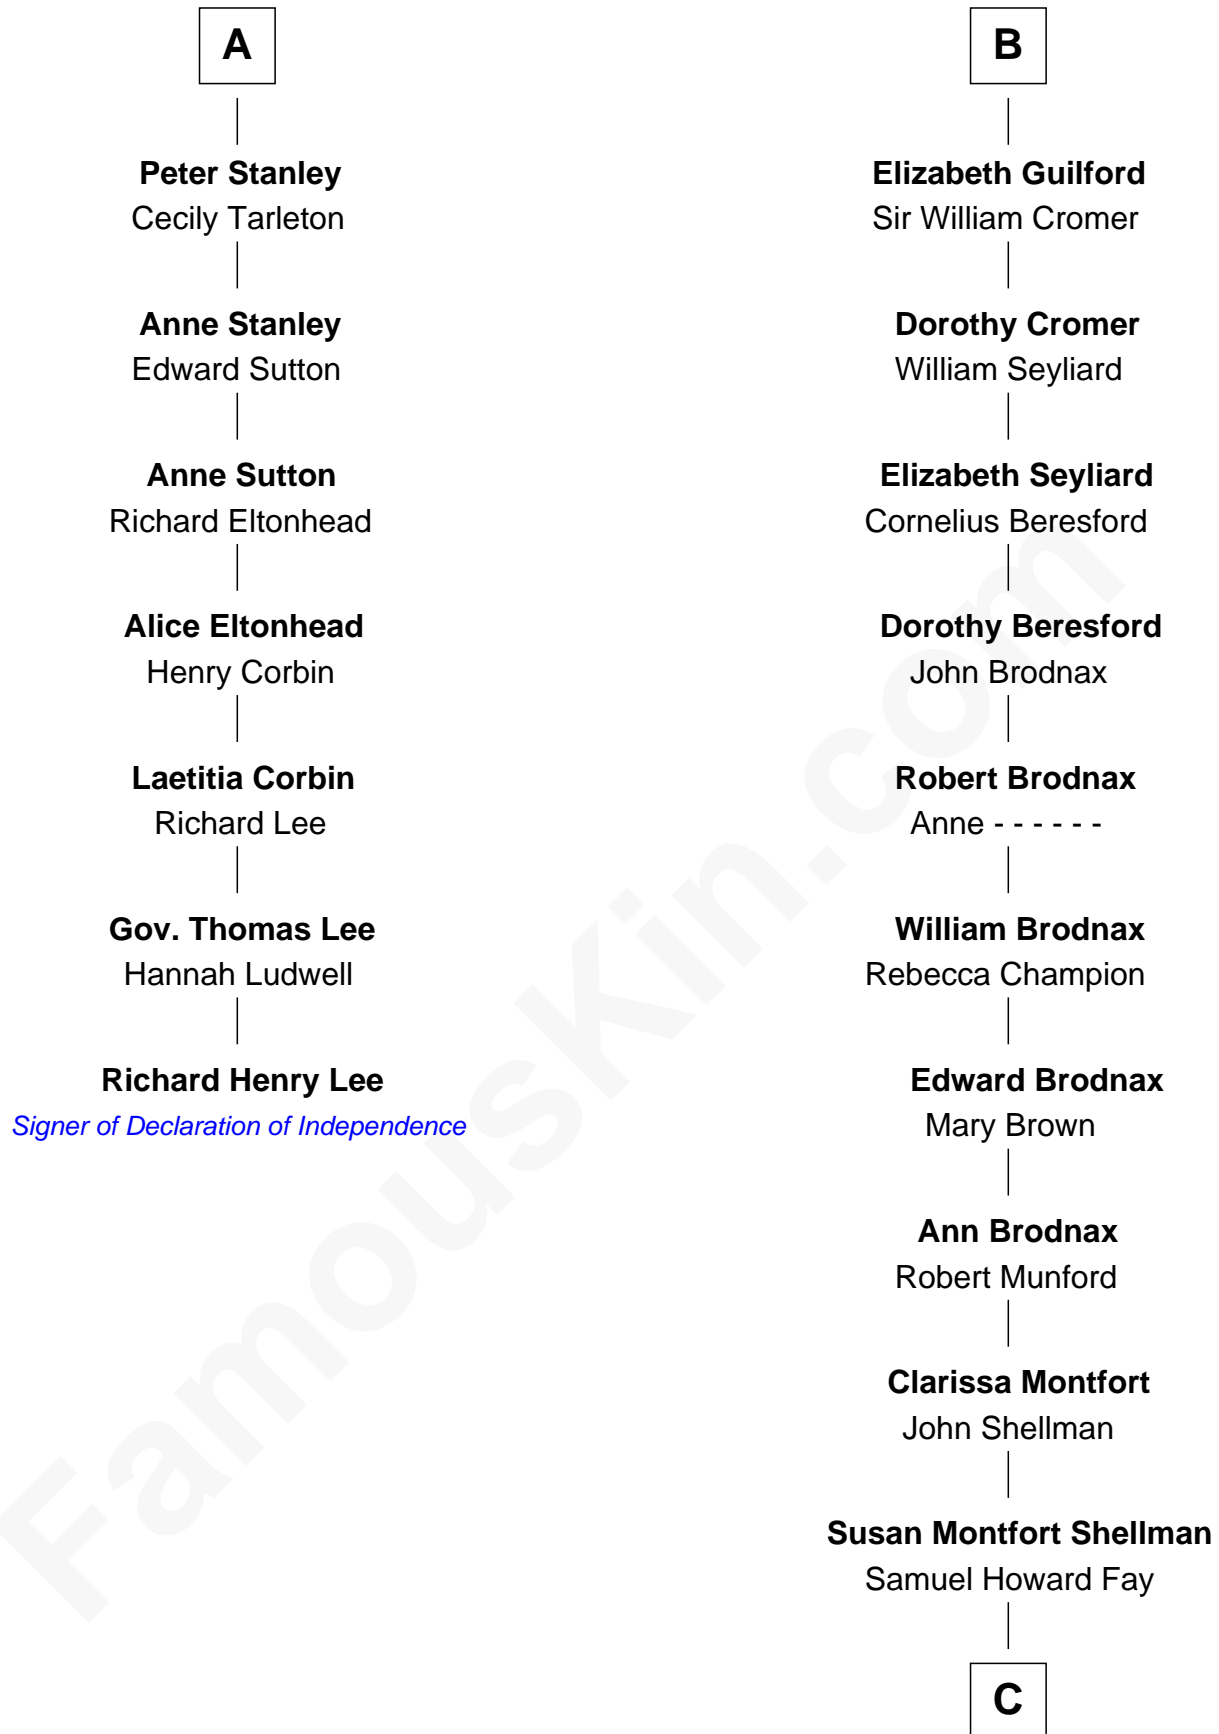 A
Peter Stanley
Cecily Tarleton
Anne Stanley
Edward Sutton
Anne Sutton
Richard Eltonhead
Alice Eltonhead
Henry Corbin
Laetitia Corbin
Richard Lee
Gov. Thomas Lee
Hannah Ludwell
Richard Henry Lee
Signer of Declaration of Independence
B
Elizabeth Guilford
Sir William Cromer
Dorothy Cromer
William Seyliard
Elizabeth Seyliard
Cornelius Beresford
Dorothy Beresford
John Brodnax
Robert Brodnax
Anne - - - - - -
William Brodnax
Rebecca Champion
Edward Brodnax
Mary Brown
Ann Brodnax
Robert Munford
Clarissa Montfort
John Shellman
Susan Montfort Shellman
Samuel Howard Fay
C
FamousKin.com